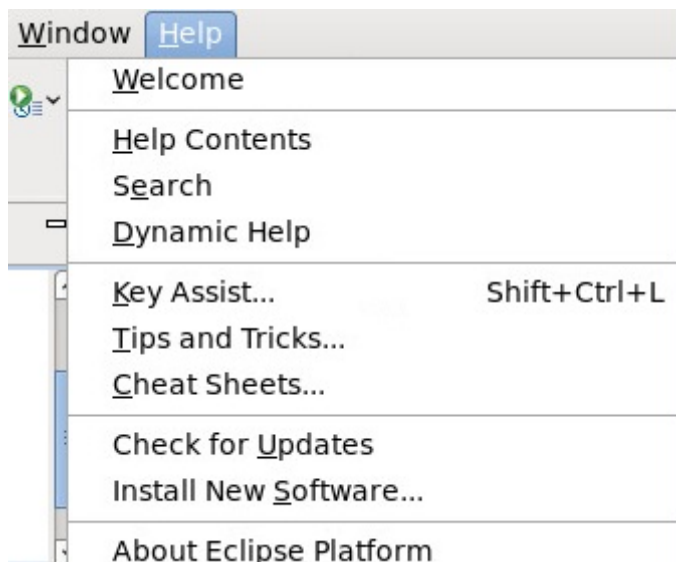 Window Help
Welcome
Help Contents
Search
Dynamic Help
Key Assist... Shift+Ctrl+L
Tips and Tricks...
Cheat Sheets...
Check for Updates
Install New Software...
About Eclipse Platform